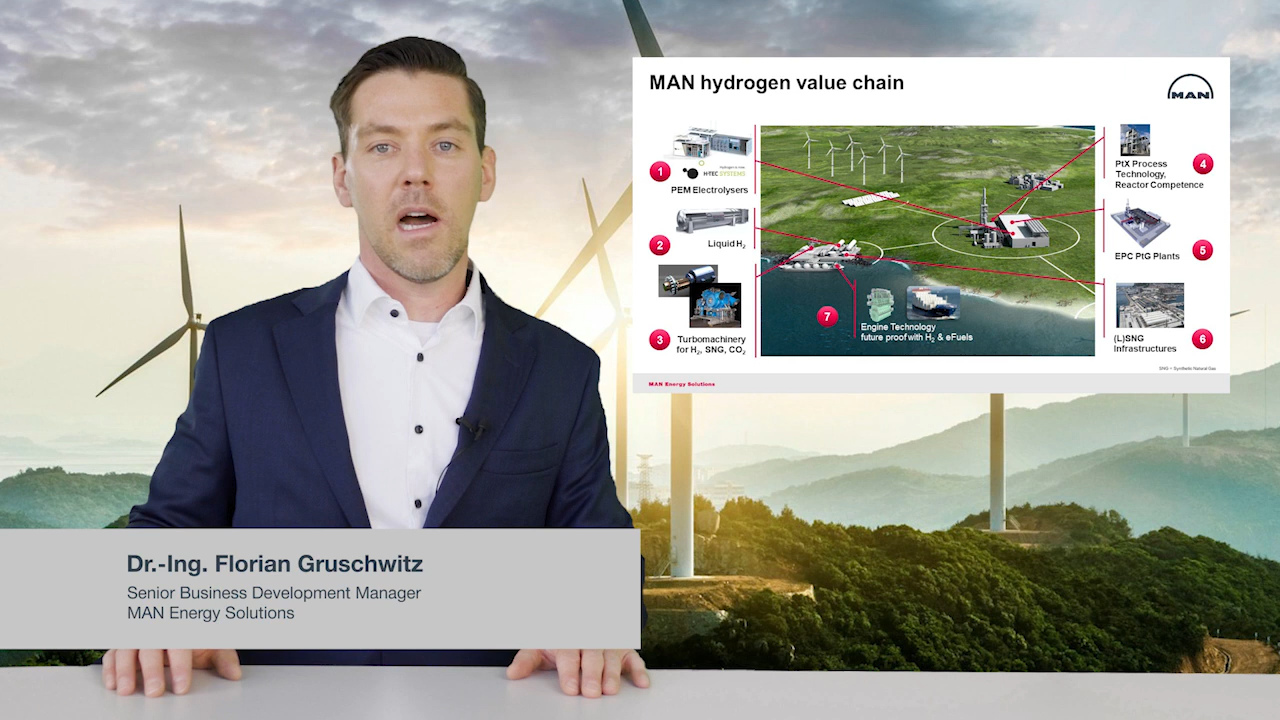 MAN hydrogen value chain
MAN
1
H-TEC SYSTEMS
PEM Electrolysers
2
Liquid H₂
3
Turbomachinery
for H₂, SNG, CO₂
7
Engine Technology
future proof with H₂ & eFuels
4
PtX Process
Technology,
Reactor Competence
5
EPC PtG Plants
6
(L)SNG
Infrastructures
SNG = Synthetic Natural Gas
MAN Energy Solutions
Dr.-Ing. Florian Gruschwitz
Senior Business Development Manager
MAN Energy Solutions